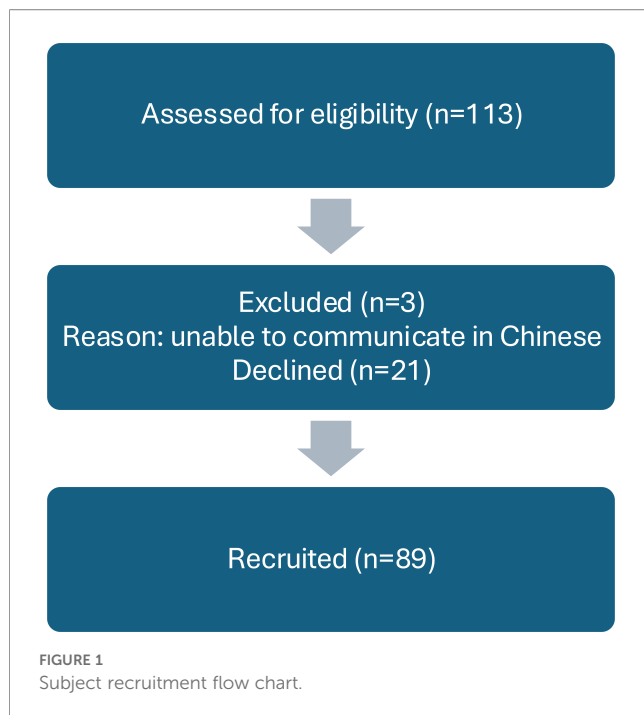 Assessed for eligibility (n=113)
Excluded (n=3)
Reason: unable to communicate in Chinese
Declined (n=21)
Recruited (n=89)
FIGURE 1
Subject recruitment flow chart.